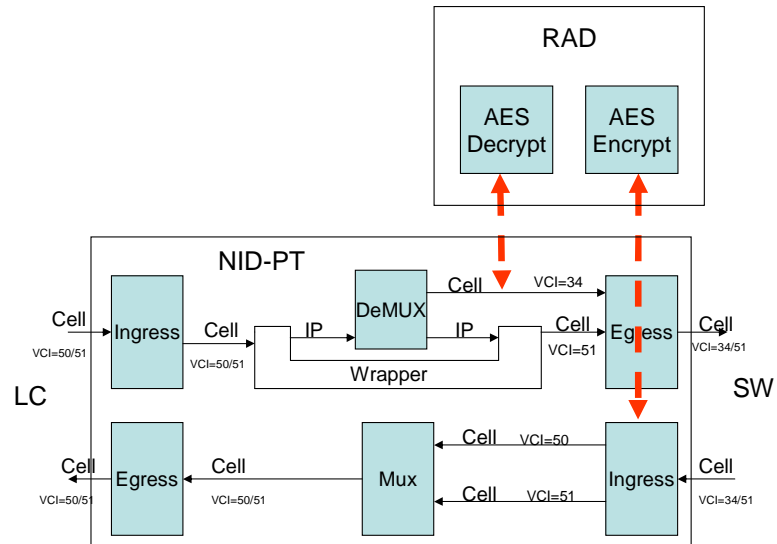 RAD
AES
Decrypt
AES
Encrypt
NID-PT
Cell
VCI=50/51
Ingress
Cell
VCI=50/51
IP
DeMUX
Cell
VCI=34
IP
Wrapper
Cell
VCI=51
Egress
Cell
VCI=34/51
LC
SW
Cell
VCI=50/51
Egress
Cell
VCI=50/51
Mux
Cell
VCI=50
Cell
VCI=51
Ingress
Cell
VCI=34/51